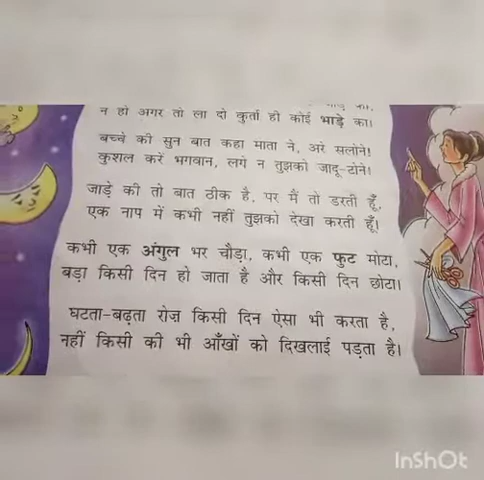 न हो अगर तो ला दो कुर्ता ही कोई भाड़े का।
बच्चे की सुन बात कहा माता ने, अरे सलोने!
कुशल करें भगवान, लगें न तुझको जादू-टोने।
जाड़े की तो बात ठीक है, पर मैं तो डरती हूँ,
एक नाप में कभी नहीं तुझको देखा करती हूँ।
कभी एक अंगुल भर चौड़ा, कभी एक फुट मोटा,
बड़ा किसी दिन हो जाता है और किसी दिन छोटा।
घटता-बढ़ता रोज़ किसी दिन ऐसा भी करता है,
नहीं किसी की भी आँखों को दिखलाई पड़ता है।
InShOt